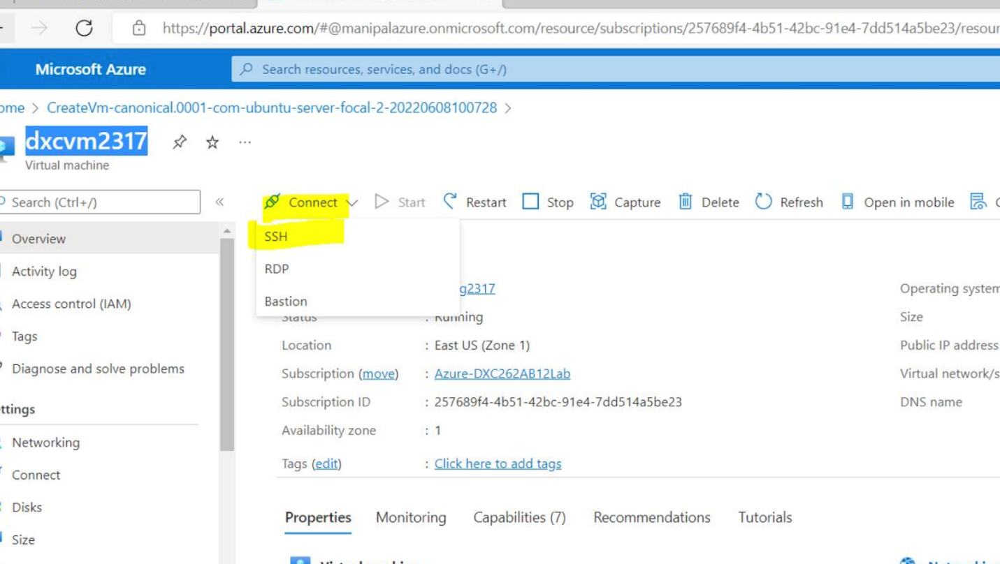 https://portal.azure.com/#@manipalazure.onmicrosoft.com/resource/subscriptions/257689f4-4b51-42bc-91e4-7dd514a5be23/resour
Microsoft Azure
Search resources, services, and docs (G+/)
ome > CreateVm-canonical.0001-com-ubuntu-server-focal-2-20220608100728 >
dxcvm2317 ...
Virtual machine
Search (Ctrl+/) «
Connect Start Restart Stop Capture Delete Refresh Open in mobile
SSH
RDP
Bastion
Overview
Activity log
Access control (IAM)
Tags
Diagnose and solve problems
ttings
Networking
Connect
Disks
Size
g2317
Status : Running
Location : East US (Zone 1)
Subscription (move) : Azure-DXC262AB12Lab
Subscription ID : 257689f4-4b51-42bc-91e4-7dd514a5be23
Availability zone : 1
Tags (edit) : Click here to add tags
Operating system
Size
Public IP address
Virtual network/s
DNS name
Properties Monitoring Capabilities (7) Recommendations Tutorials